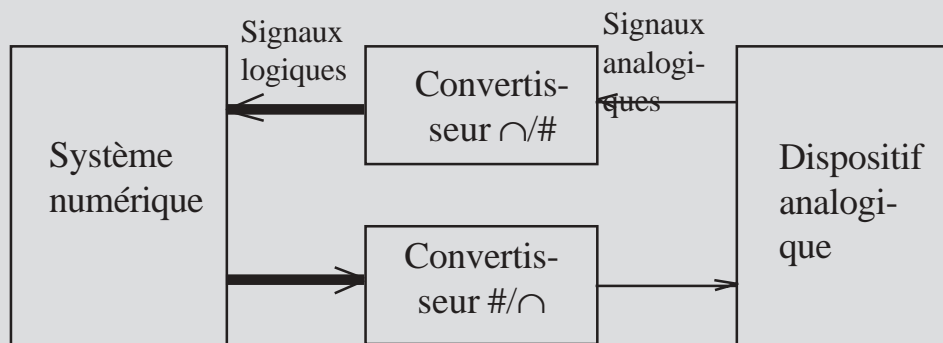 Signaux
logiques
Signaux
analogi-
ques
Convertis-
seur ∩/#
Système
numérique
Dispositif
analogi-
que
Convertis-
seur #/∩